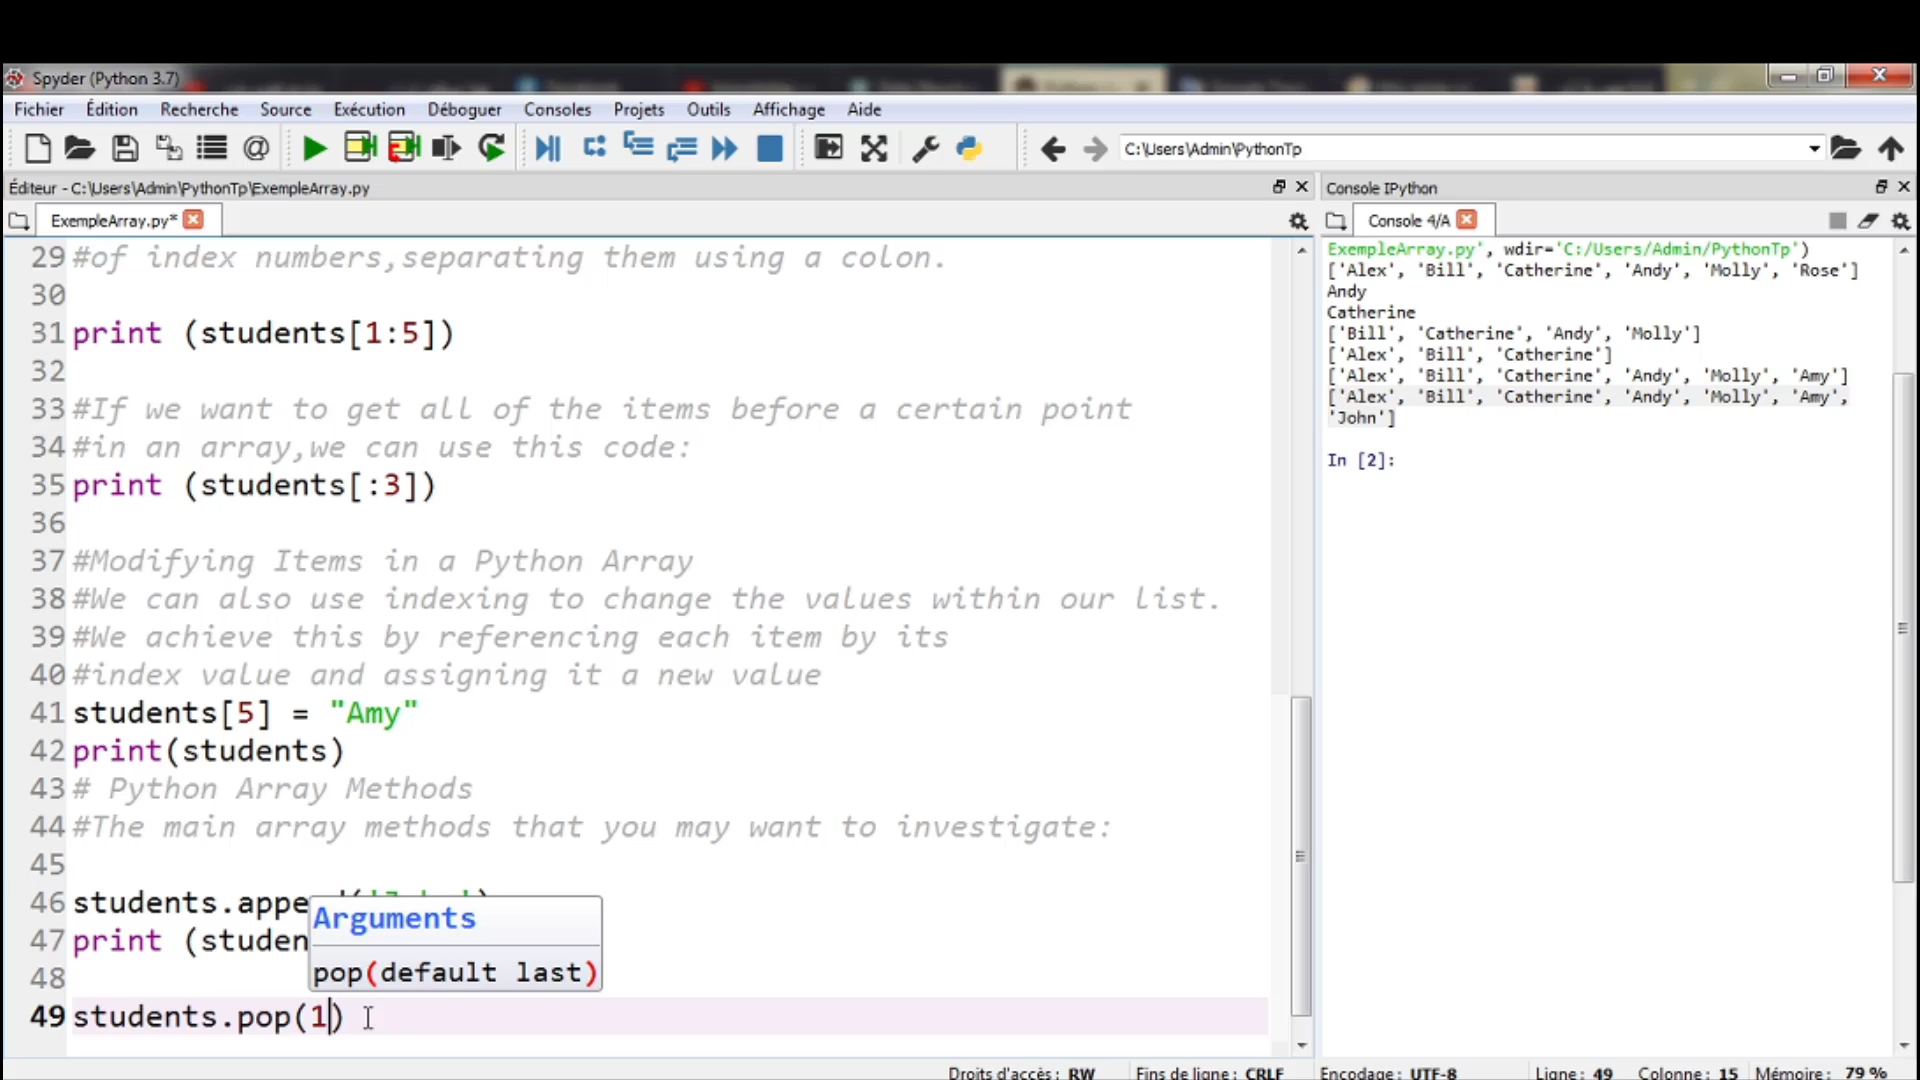 Spyder (Python 3.7)
Fichier Édition Recherche Source Exécution Déboguer Consoles Projets Outils Affichage Aide
C:\Users\Admin\PythonTp
Éditeur - C:\Users\Admin\PythonTp\ExempleArray.py
Console IPython
ExempleArray.py*
Console 4/A
29 #of index numbers,separating them using a colon.
30
31 print (students[1:5])
32
33 #If we want to get all of the items before a certain point
34 #in an array,we can use this code:
35 print (students[:3])
36
37 #Modifying Items in a Python Array
38 #We can also use indexing to change the values within our list.
39 #We achieve this by referencing each item by its
40 #index value and assigning it a new value
41 students[5] = "Amy"
42 print(students)
43 # Python Array Methods
44 #The main array methods that you may want to investigate:
45
46 students.appe
47 print (studen
48
49 students.pop(1)
Arguments
pop(default last)
ExempleArray.py', wdir='C:/Users/Admin/PythonTp')
['Alex', 'Bill', 'Catherine', 'Andy', 'Molly', 'Rose']
Andy
Catherine
['Bill', 'Catherine', 'Andy', 'Molly']
['Alex', 'Bill', 'Catherine']
['Alex', 'Bill', 'Catherine', 'Andy', 'Molly', 'Amy']
['Alex', 'Bill', 'Catherine', 'Andy', 'Molly', 'Amy',
'John']
In [2]:
Droits d'accès : RW Fins de ligne : CRLF Encodage : UTF-8 Ligne : 49 Colonne : 15 Mémoire : 79 %